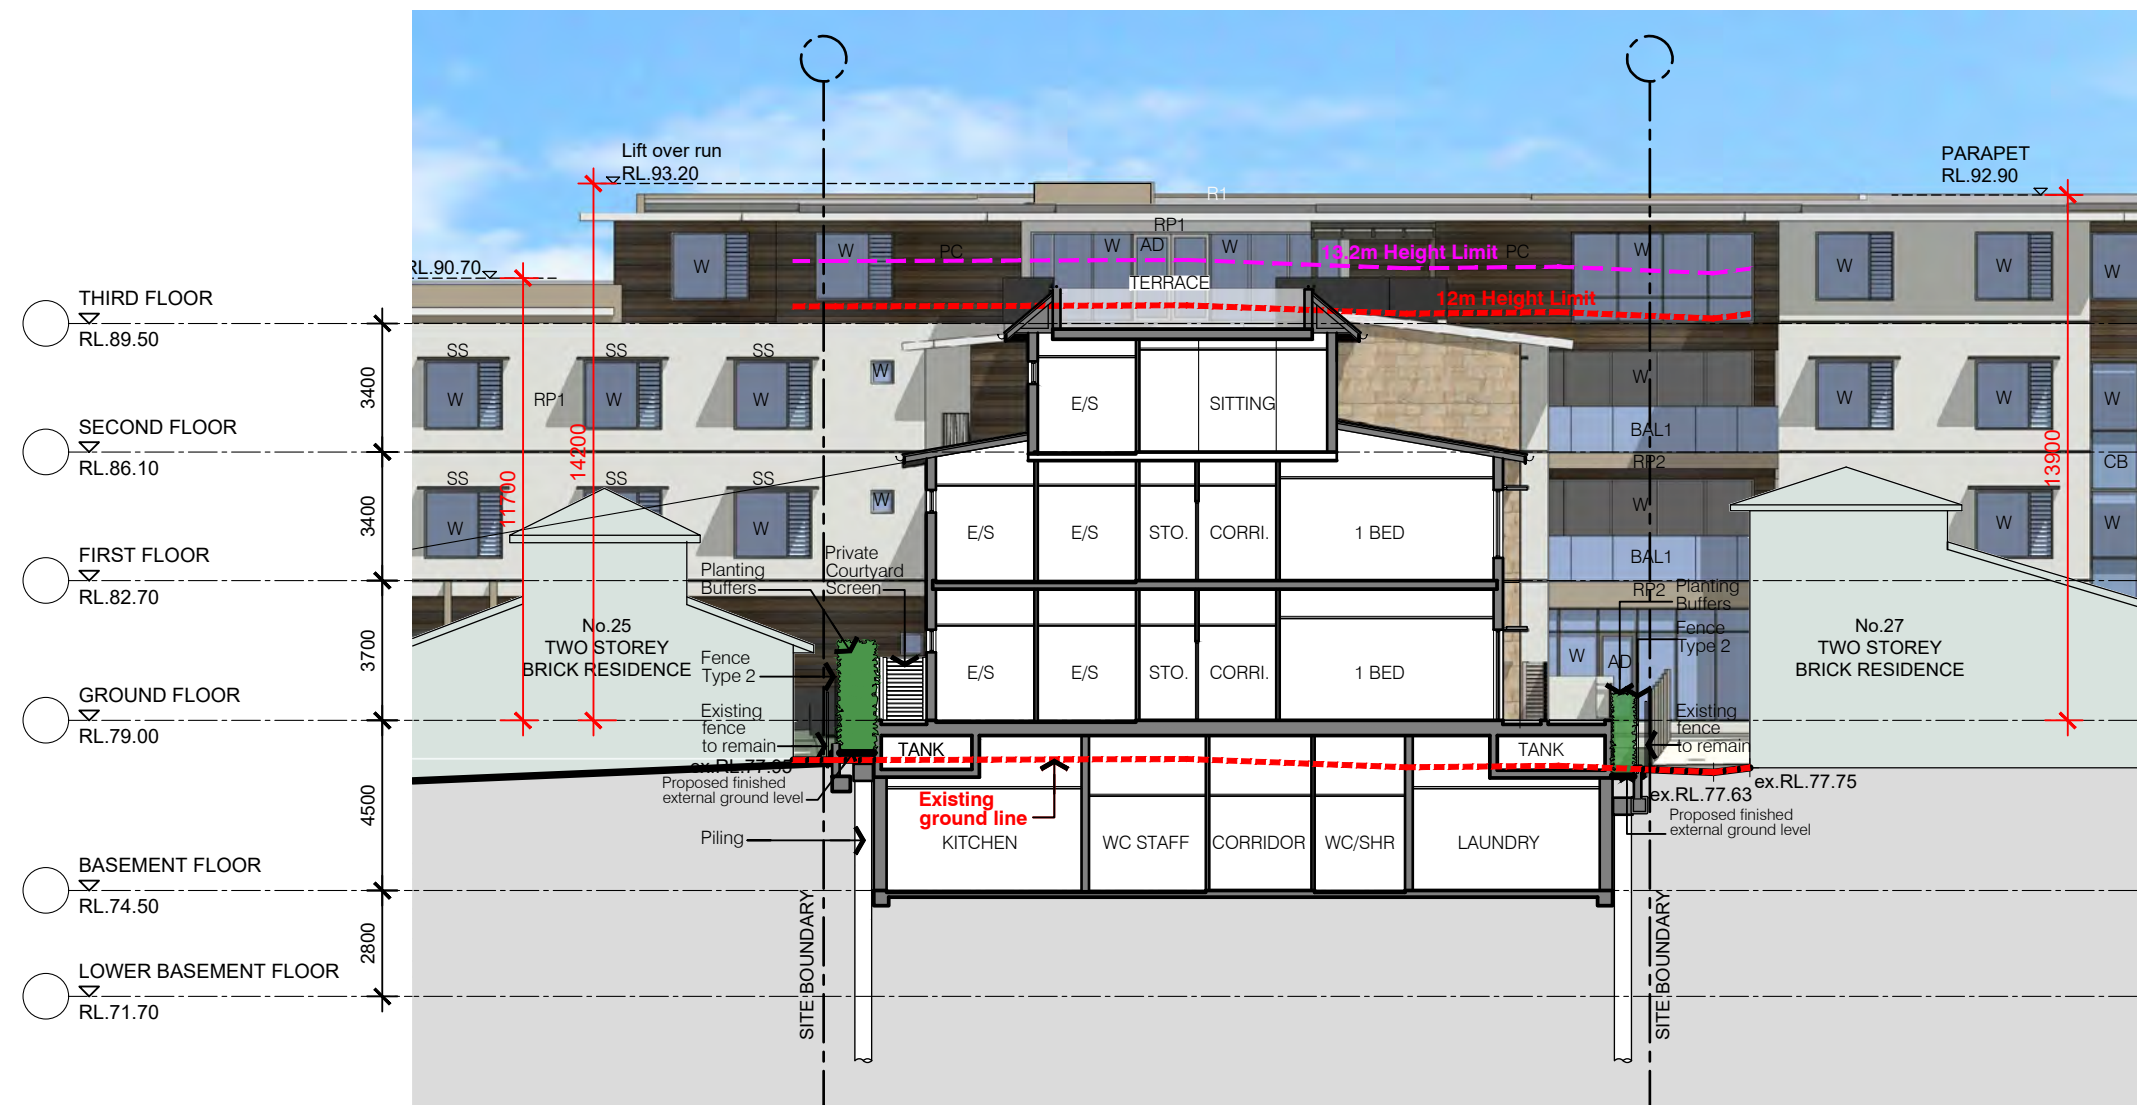 Lift over run
RL.93.20
PARAPET
RL.92.90
R1
RP1
W
W
PC
W
AD
W
13.2m Height Limit
PC
W
W
W
W
RL.90.70
TERRACE
12m Height Limit
THIRD FLOOR
RL.89.50
SS
SS
SS
W
W
W
W
RP1
3400
E/S
SITTING
W
W
W
W
BAL1
SECOND FLOOR
RL.86.10
14200
11700
13900
RP2
CB
SS
SS
SS
W
W
W
W
3400
E/S
E/S
STO.
CORRI.
1 BED
W
W
W
BAL1
FIRST FLOOR
RL.82.70
Planting
Buffers
Private
Courtyard
Screen
RP2
Planting
Buffers
3700
No.25
TWO STOREY
BRICK RESIDENCE
Fence
Type 2
E/S
E/S
STO.
CORRI.
1 BED
W
AD
Fence
Type 2
No.27
TWO STOREY
BRICK RESIDENCE
GROUND FLOOR
RL.79.00
Existing
fence
to remain
TANK
TANK
Existing
fence
to remain
Proposed finished
external ground level
ex.RL.77.63
ex.RL.77.75
Proposed finished
external ground level
4500
Existing
ground line
Piling
KITCHEN
WC STAFF
CORRIDOR
WC/SHR
LAUNDRY
BASEMENT FLOOR
RL.74.50
SITE BOUNDARY
SITE BOUNDARY
2800
LOWER BASEMENT FLOOR
RL.71.70